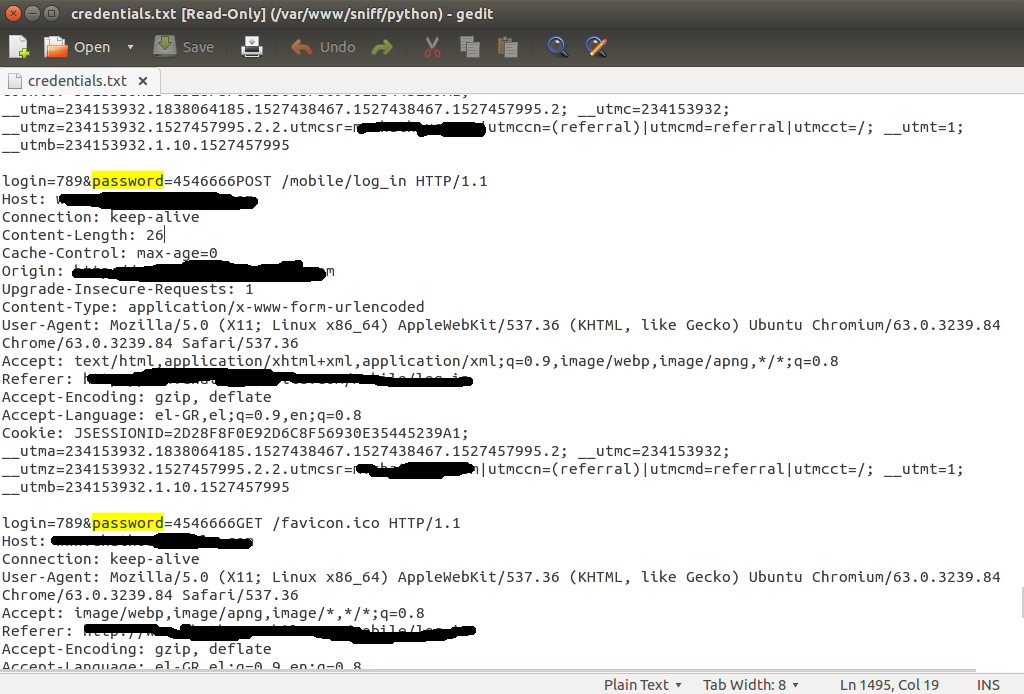 credentials.txt [Read-Only] (/var/www/sniff/python) - gedit
Open Save Undo
credentials.txt
__utma=234153932.1838064185.1527438467.1527438467.1527457995.2; __utmc=234153932;
__utmz=234153932.1527457995.2.2.utmcsr= |utmccn=(referral)|utmcmd=referral|utmcct=/; __utmt=1;
__utmb=234153932.1.10.1527457995
login=789&password=4546666POST /mobile/log_in HTTP/1.1
Host:
Connection: keep-alive
Content-Length: 26
Cache-Control: max-age=0
Origin:
Upgrade-Insecure-Requests: 1
Content-Type: application/x-www-form-urlencoded
User-Agent: Mozilla/5.0 (X11; Linux x86_64) AppleWebKit/537.36 (KHTML, like Gecko) Ubuntu Chromium/63.0.3239.84
Chrome/63.0.3239.84 Safari/537.36
Accept: text/html,application/xhtml+xml,application/xml;q=0.9,image/webp,image/apng,*/*;q=0.8
Referer:
Accept-Encoding: gzip, deflate
Accept-Language: el-GR,el;q=0.9,en;q=0.8
Cookie: JSESSIONID=2D28F8F0E92D6C8F56930E35445239A1;
__utma=234153932.1838064185.1527438467.1527438467.1527457995.2; __utmc=234153932;
__utmz=234153932.1527457995.2.2.utmcsr= |utmccn=(referral)|utmcmd=referral|utmcct=/; __utmt=1;
__utmb=234153932.1.10.1527457995
login=789&password=4546666GET /favicon.ico HTTP/1.1
Host:
Connection: keep-alive
User-Agent: Mozilla/5.0 (X11; Linux x86_64) AppleWebKit/537.36 (KHTML, like Gecko) Ubuntu Chromium/63.0.3239.84
Chrome/63.0.3239.84 Safari/537.36
Accept: image/webp,image/apng,image/*,*/*;q=0.8
Referer:
Accept-Encoding: gzip, deflate
Accept-Language: el-GR,el;q=0.9,en;q=0.8
Plain Text Tab Width: 8 Ln 1495, Col 19 INS